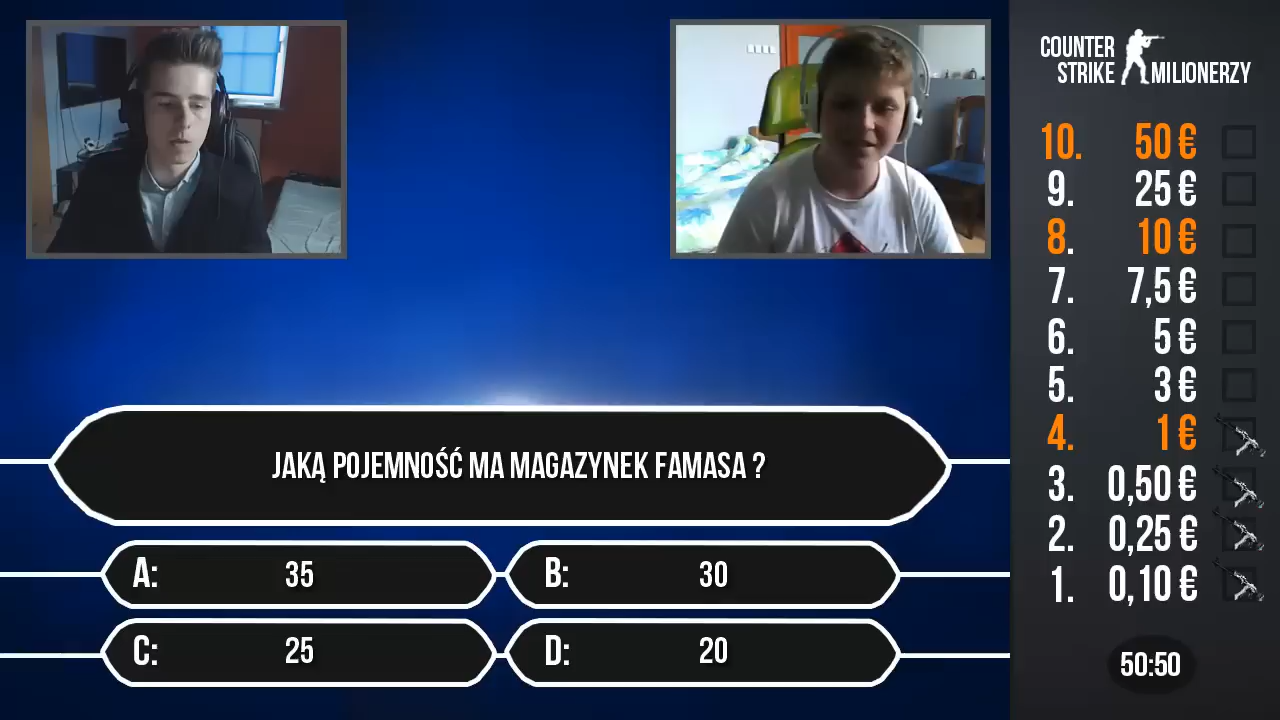 COUNTER
STRIKE MILIONERZY
10. 50 €
9. 25 €
8. 10 €
7. 7,5 €
6. 5 €
5. 3 €
4. 1 €
3. 0,50 €
2. 0,25 €
1. 0,10 €
50:50
JAKĄ POJEMNOŚĆ MA MAGAZYNEK FAMASA ?
A: 35
B: 30
C: 25
D: 20